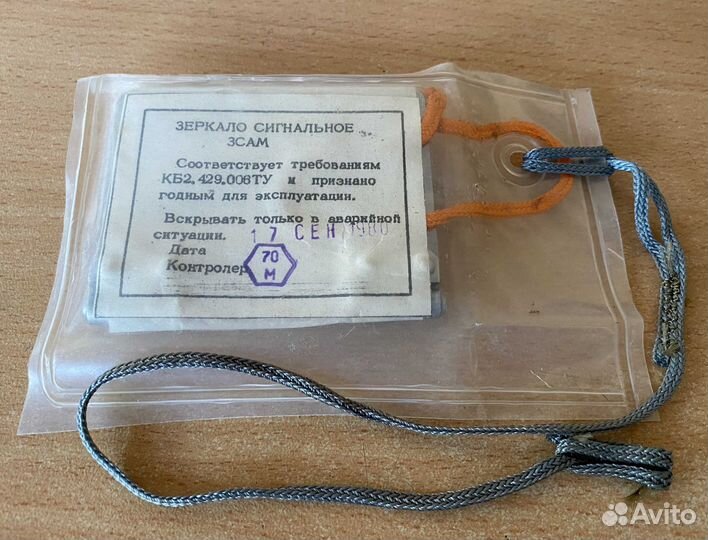 ЗЕРКАЛО СИГНАЛЬНОЕ
ЗСАМ
Соответствует требованиям
КБ2.429.006ТУ и признано
годным для эксплуатации.
Вскрывать только в аварийной
ситуации.
Дата 17 СЕН 1980
Контролер 70 М
Avito